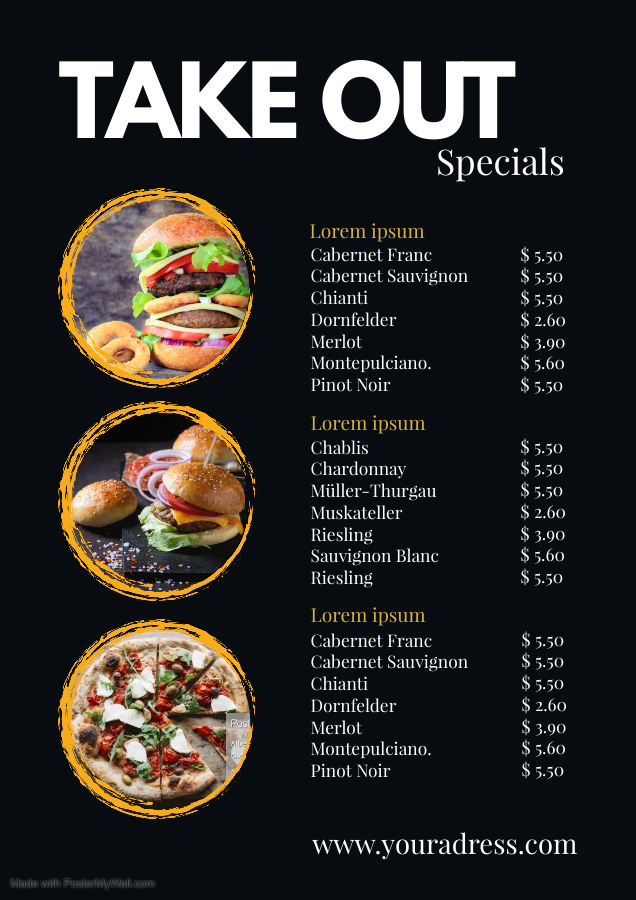 TAKE OUT
Specials
Lorem ipsum
Cabernet Franc $ 5.50
Cabernet Sauvignon $ 5.50
Chianti $ 5.50
Dornfelder $ 2.60
Merlot $ 3.90
Montepulciano. $ 5.60
Pinot Noir $ 5.50
Lorem ipsum
Chablis $ 5.50
Chardonnay $ 5.50
Müller-Thurgau $ 5.50
Muskateller $ 2.60
Riesling $ 3.90
Sauvignon Blanc $ 5.60
Riesling $ 5.50
Lorem ipsum
Cabernet Franc $ 5.50
Cabernet Sauvignon $ 5.50
Chianti $ 5.50
Dornfelder $ 2.60
Merlot $ 3.90
Montepulciano. $ 5.60
Pinot Noir $ 5.50
Post
www.youradress.com
Made with PosterMyWall.com